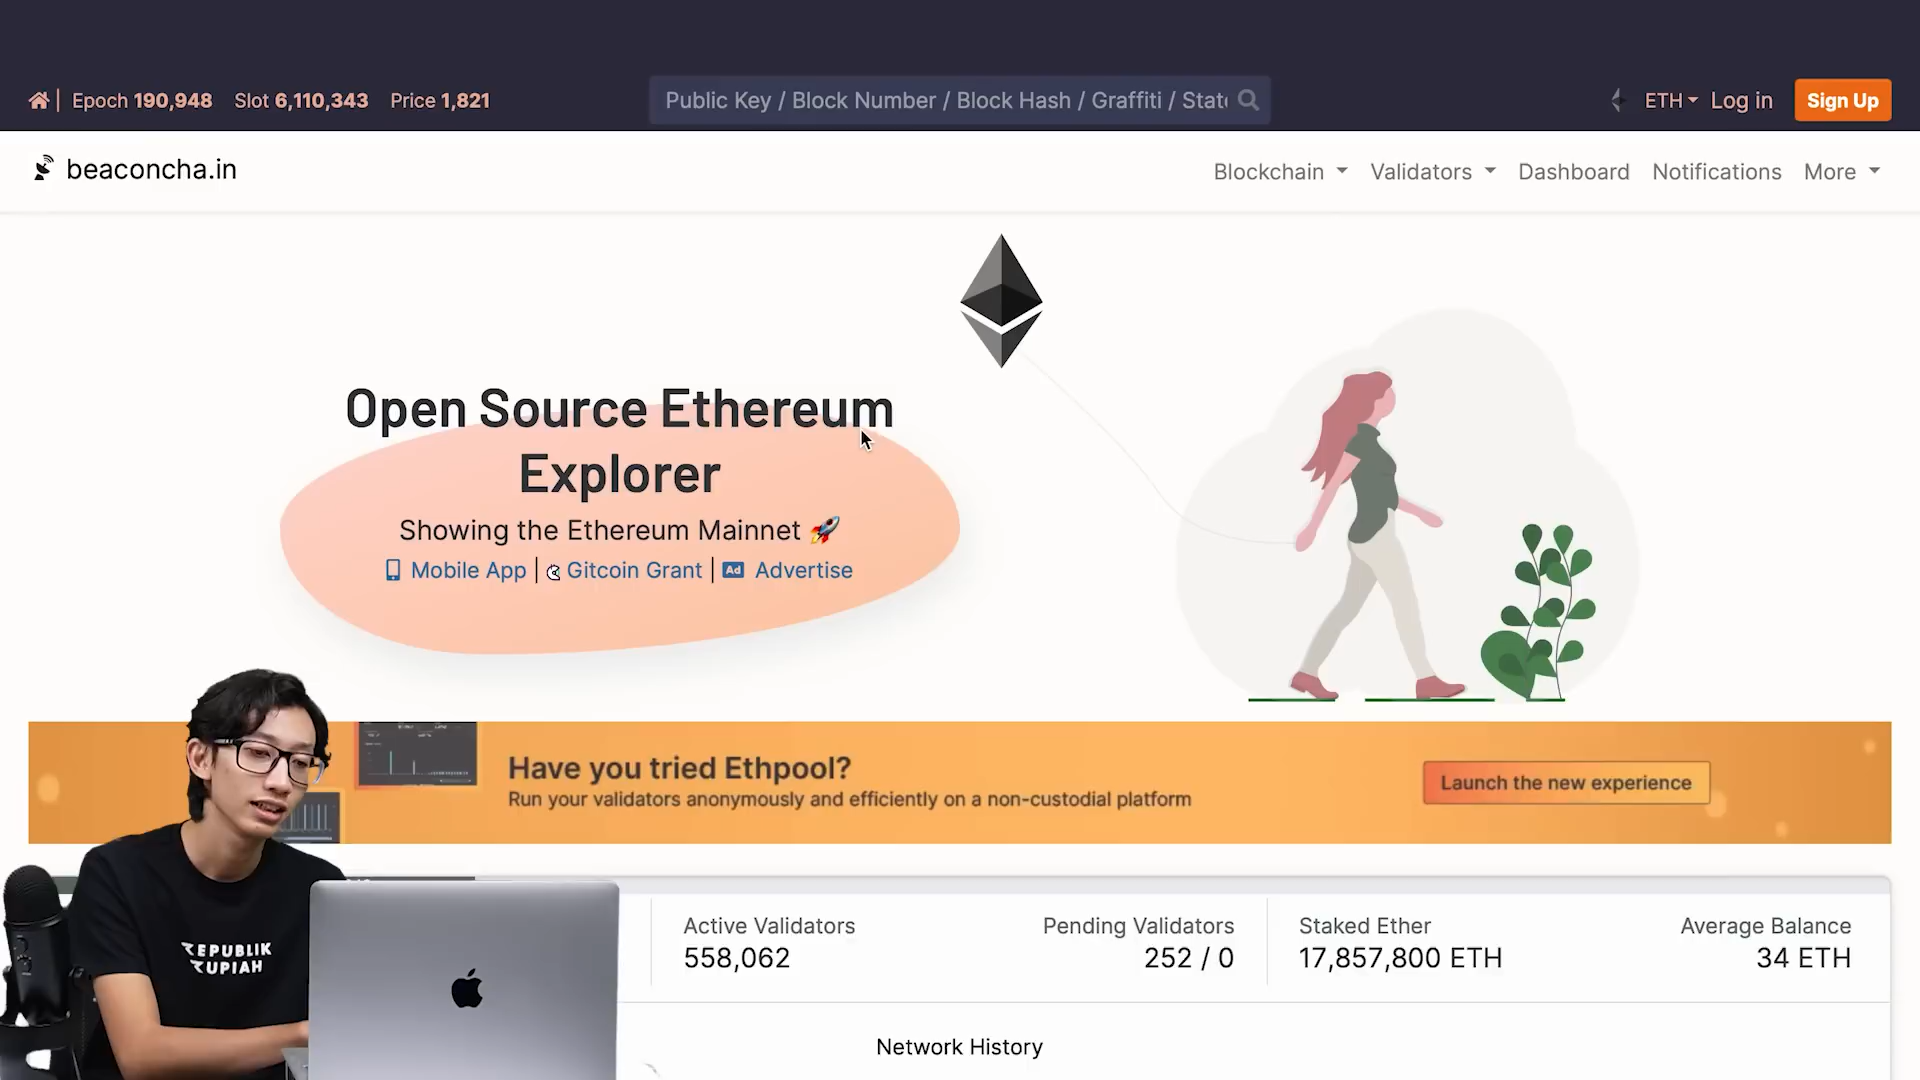 Epoch 190,948 Slot 6,110,343 Price 1,821
Public Key / Block Number / Block Hash / Graffiti / State
ETH Log in Sign Up
beaconcha.in
Blockchain Validators Dashboard Notifications More
Open Source Ethereum
Explorer
Showing the Ethereum Mainnet 🚀
Mobile App | Gitcoin Grant | Ad Advertise
Have you tried Ethpool?
Run your validators anonymously and efficiently on a non-custodial platform
Launch the new experience
Active Validators
558,062
Pending Validators
252 / 0
Staked Ether
17,857,800 ETH
Average Balance
34 ETH
Network History
REPUBLIK
RUPIAH